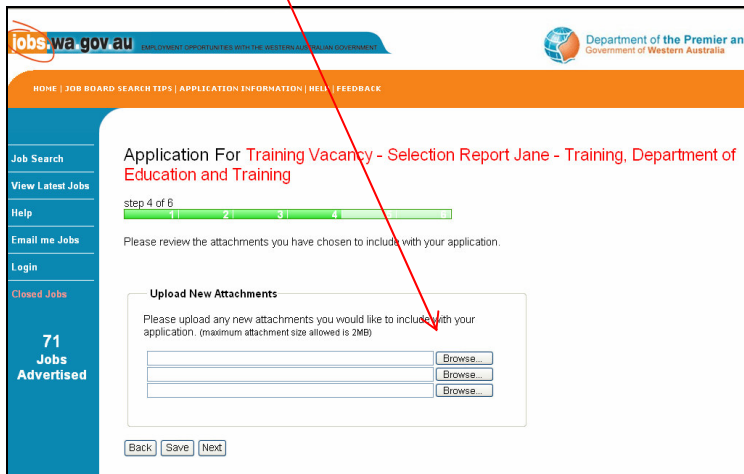 jobs.wa.gov.au EMPLOYMENT OPPORTUNITIES WITH THE WESTERN AUSTRALIAN GOVERNMENT
Department of the Premier an
Government of Western Australia
HOME | JOB BOARD SEARCH TIPS | APPLICATION INFORMATION | HELP | FEEDBACK
Job Search
View Latest Jobs
Help
Email me Jobs
Login
Closed Jobs
71
Jobs
Advertised
Application For Training Vacancy - Selection Report Jane - Training, Department of
Education and Training
step 4 of 6
1 2 3 4
Please review the attachments you have chosen to include with your application.
Upload New Attachments
Please upload any new attachments you would like to include with your
application. (maximum attachment size allowed is 2MB)
Browse...
Browse...
Browse...
Back Save Next